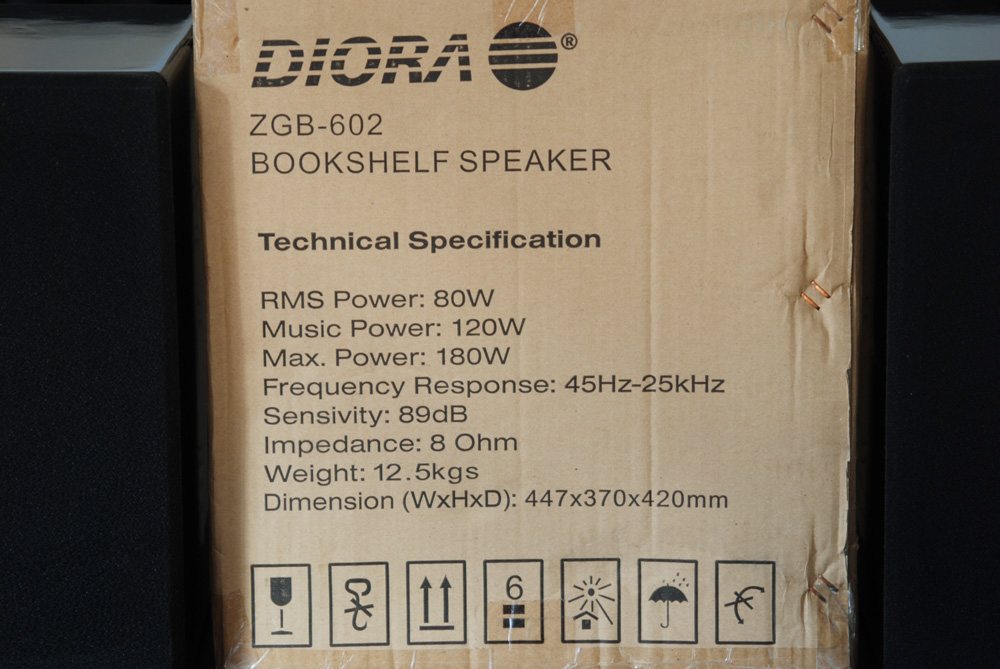 DIORA ®
ZGB-602
BOOKSHELF SPEAKER
Technical Specification
RMS Power: 80W
Music Power: 120W
Max. Power: 180W
Frequency Response: 45Hz-25kHz
Sensivity: 89dB
Impedance: 8 Ohm
Weight: 12.5kgs
Dimension (WxHxD): 447x370x420mm
6